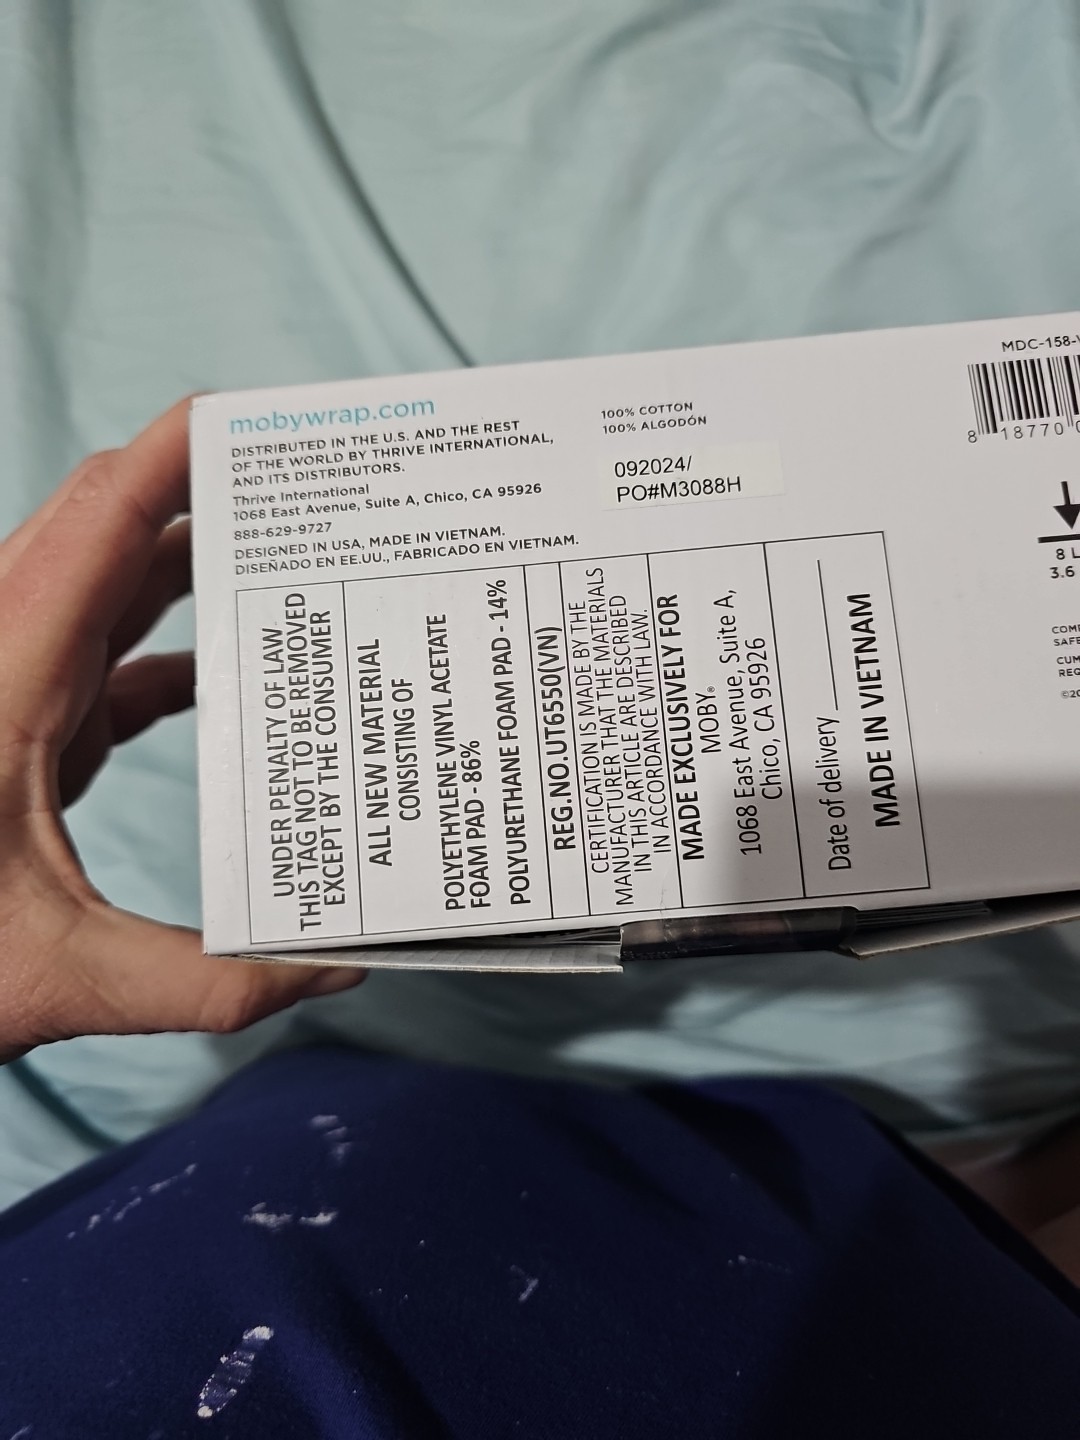 mobywrap.com
DISTRIBUTED IN THE U.S. AND THE REST
OF THE WORLD BY THRIVE INTERNATIONAL,
AND ITS DISTRIBUTORS.
Thrive International
1068 East Avenue, Suite A, Chico, CA 95926
888-629-9727
DESIGNED IN USA, MADE IN VIETNAM.
DISEÑADO EN EE.UU., FABRICADO EN VIETNAM.
100% COTTON
100% ALGODÓN
092024/
PO#M3088H
MDC-158-
8 18770
8 L
3.6
UNDER PENALTY OF LAW
THIS TAG NOT TO BE REMOVED
EXCEPT BY THE CONSUMER
ALL NEW MATERIAL
CONSISTING OF
POLYETHYLENE VINYL ACETATE
FOAM PAD - 86%
POLYURETHANE FOAM PAD - 14%
REG.NO.UT6550(VN)
CERTIFICATION IS MADE BY THE
MANUFACTURER THAT THE MATERIALS
IN THIS ARTICLE ARE DESCRIBED
IN ACCORDANCE WITH LAW.
MADE EXCLUSIVELY FOR
MOBY®
1068 East Avenue, Suite A,
Chico, CA 95926
Date of delivery
MADE IN VIETNAM